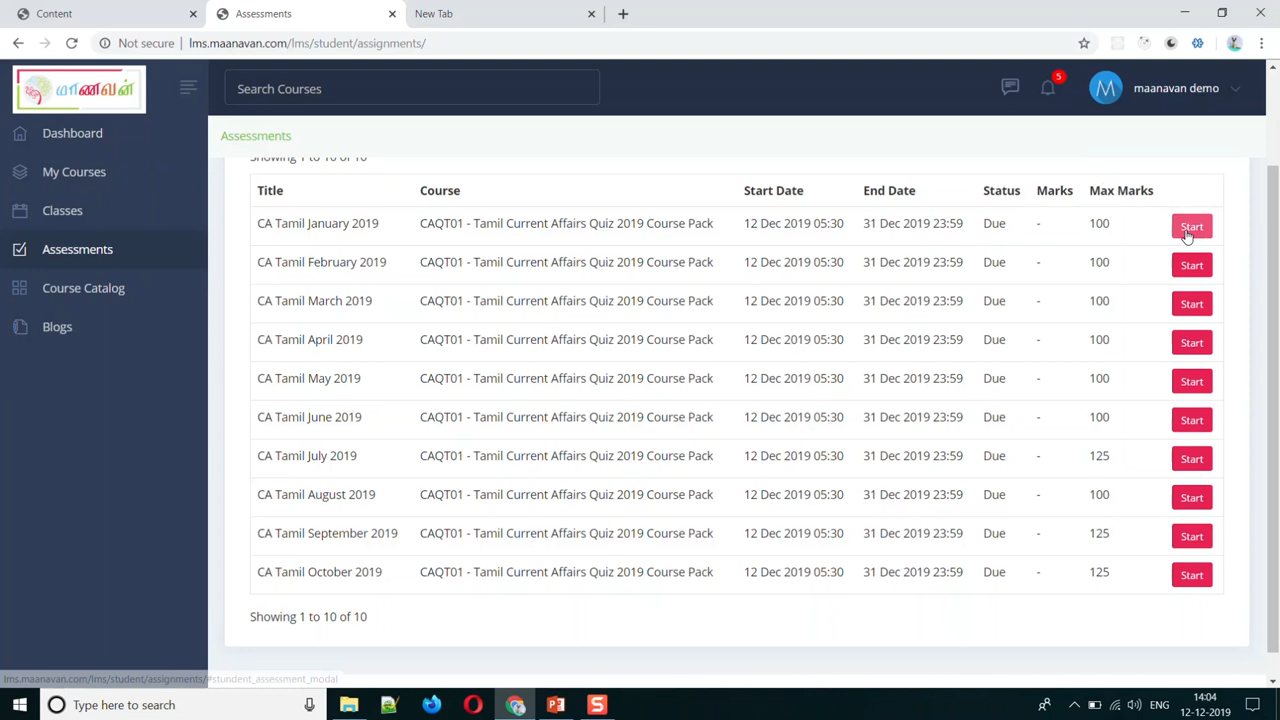 Content
Assessments
New Tab
Not secure
lms.maanavan.com/lms/student/assignments/
மாணவன்
Search Courses
5
M
maanavan demo
Dashboard
My Courses
Classes
Assessments
Course Catalog
Blogs
Assessments
Showing 1 to 10 of 10
Title Course Start Date End Date Status Marks Max Marks
CA Tamil January 2019 CAQT01 - Tamil Current Affairs Quiz 2019 Course Pack 12 Dec 2019 05:30 31 Dec 2019 23:59 Due - 100 Start
CA Tamil February 2019 CAQT01 - Tamil Current Affairs Quiz 2019 Course Pack 12 Dec 2019 05:30 31 Dec 2019 23:59 Due - 100 Start
CA Tamil March 2019 CAQT01 - Tamil Current Affairs Quiz 2019 Course Pack 12 Dec 2019 05:30 31 Dec 2019 23:59 Due - 100 Start
CA Tamil April 2019 CAQT01 - Tamil Current Affairs Quiz 2019 Course Pack 12 Dec 2019 05:30 31 Dec 2019 23:59 Due - 100 Start
CA Tamil May 2019 CAQT01 - Tamil Current Affairs Quiz 2019 Course Pack 12 Dec 2019 05:30 31 Dec 2019 23:59 Due - 100 Start
CA Tamil June 2019 CAQT01 - Tamil Current Affairs Quiz 2019 Course Pack 12 Dec 2019 05:30 31 Dec 2019 23:59 Due - 100 Start
CA Tamil July 2019 CAQT01 - Tamil Current Affairs Quiz 2019 Course Pack 12 Dec 2019 05:30 31 Dec 2019 23:59 Due - 125 Start
CA Tamil August 2019 CAQT01 - Tamil Current Affairs Quiz 2019 Course Pack 12 Dec 2019 05:30 31 Dec 2019 23:59 Due - 100 Start
CA Tamil September 2019 CAQT01 - Tamil Current Affairs Quiz 2019 Course Pack 12 Dec 2019 05:30 31 Dec 2019 23:59 Due - 125 Start
CA Tamil October 2019 CAQT01 - Tamil Current Affairs Quiz 2019 Course Pack 12 Dec 2019 05:30 31 Dec 2019 23:59 Due - 125 Start
Showing 1 to 10 of 10
lms.maanavan.com/lms/student/assignments/#stundent_assessment_modal
Type here to search
ENG
14:04
12-12-2019